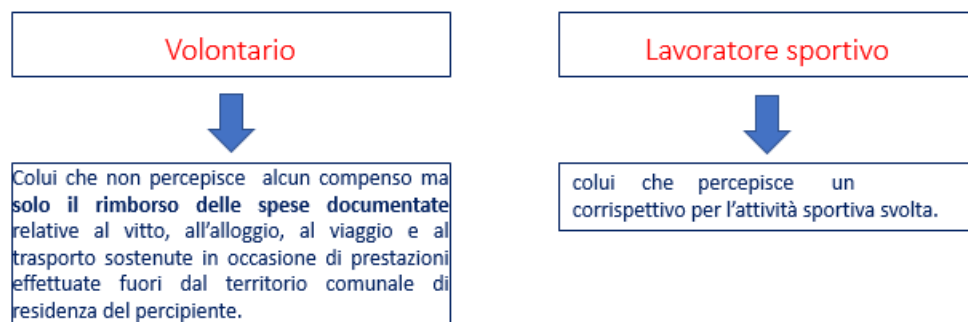 Volontario
Lavoratore sportivo
Colui che non percepisce alcun compenso ma
solo il rimborso delle spese documentate
relative al vitto, all'alloggio, al viaggio e al
trasporto sostenute in occasione di prestazioni
effettuate fuori dal territorio comunale di
residenza del percipiente.
colui che percepisce un
corrispettivo per l'attività sportiva svolta.